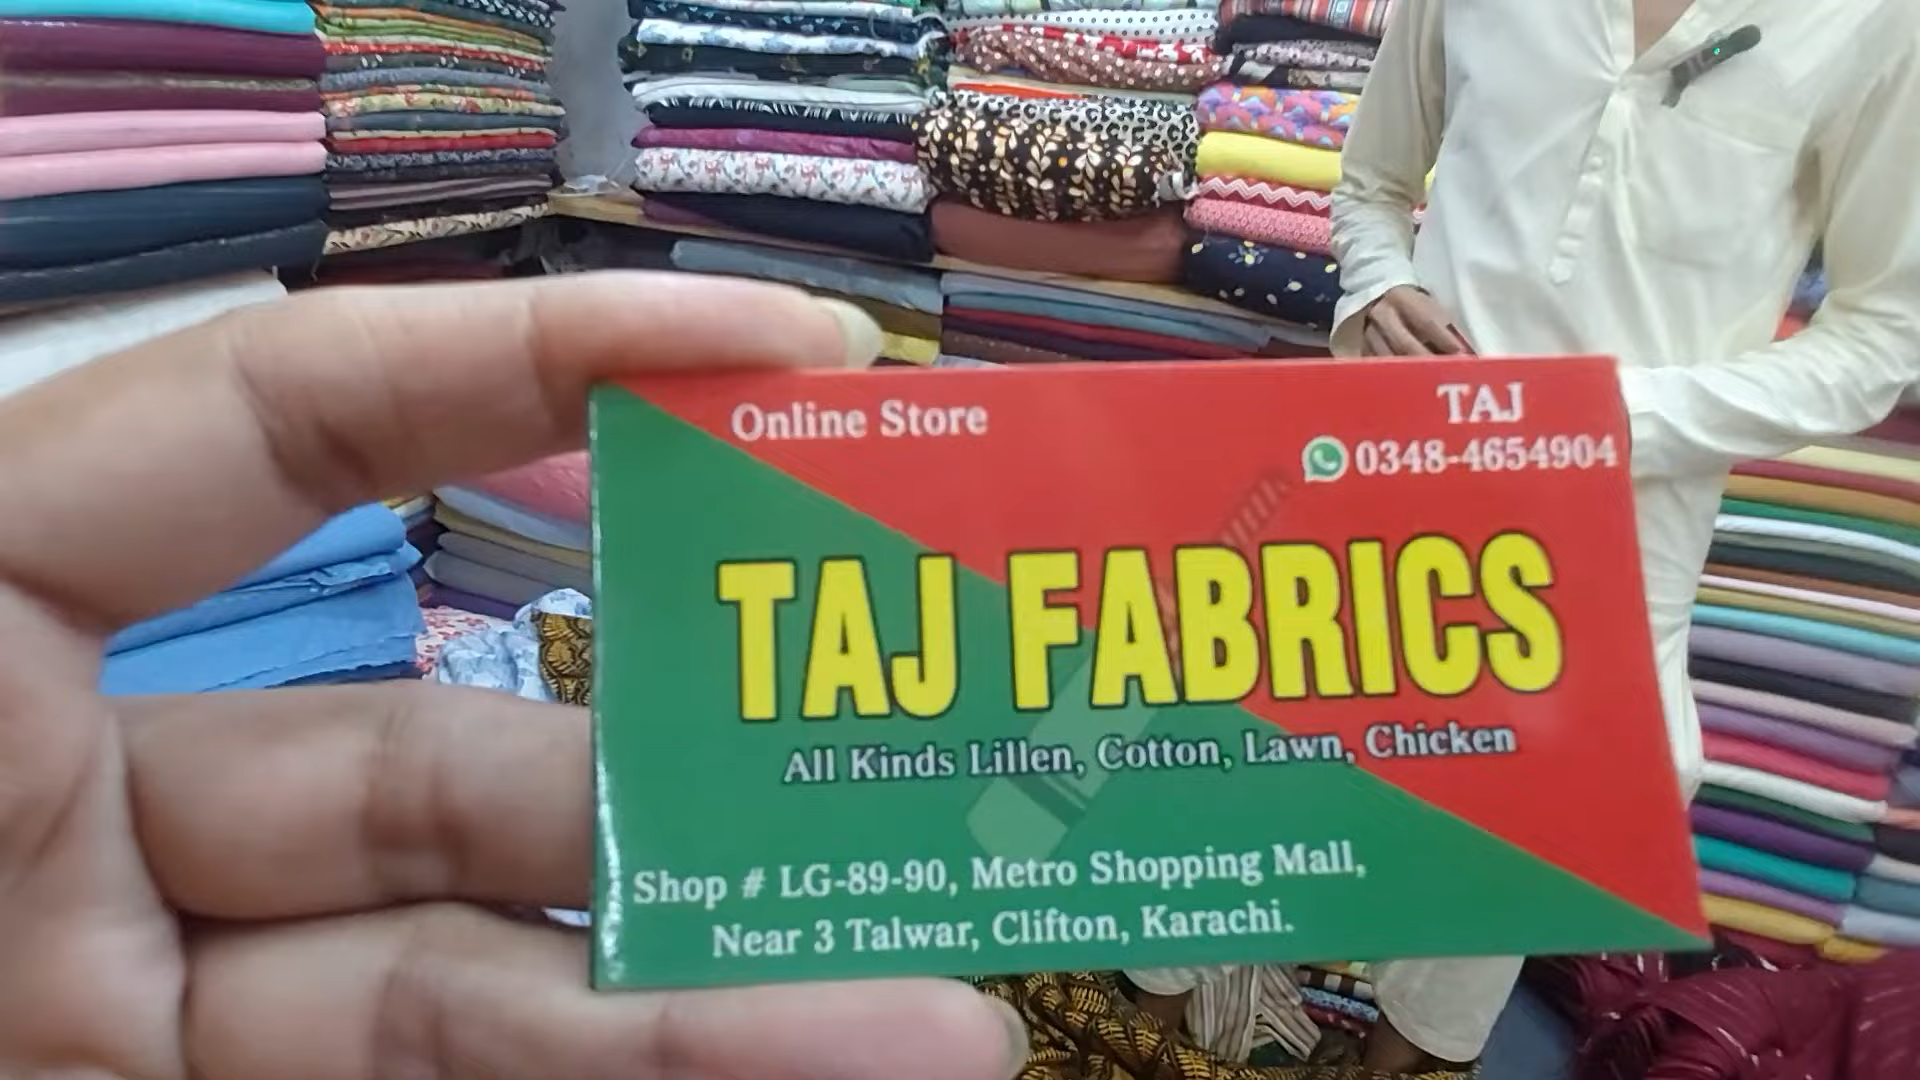 Online Store
TAJ
0348-4654904
TAJ FABRICS
All Kinds Lillen, Cotton, Lawn, Chicken
Shop # LG-89-90, Metro Shopping Mall,
Near 3 Talwar, Clifton, Karachi.